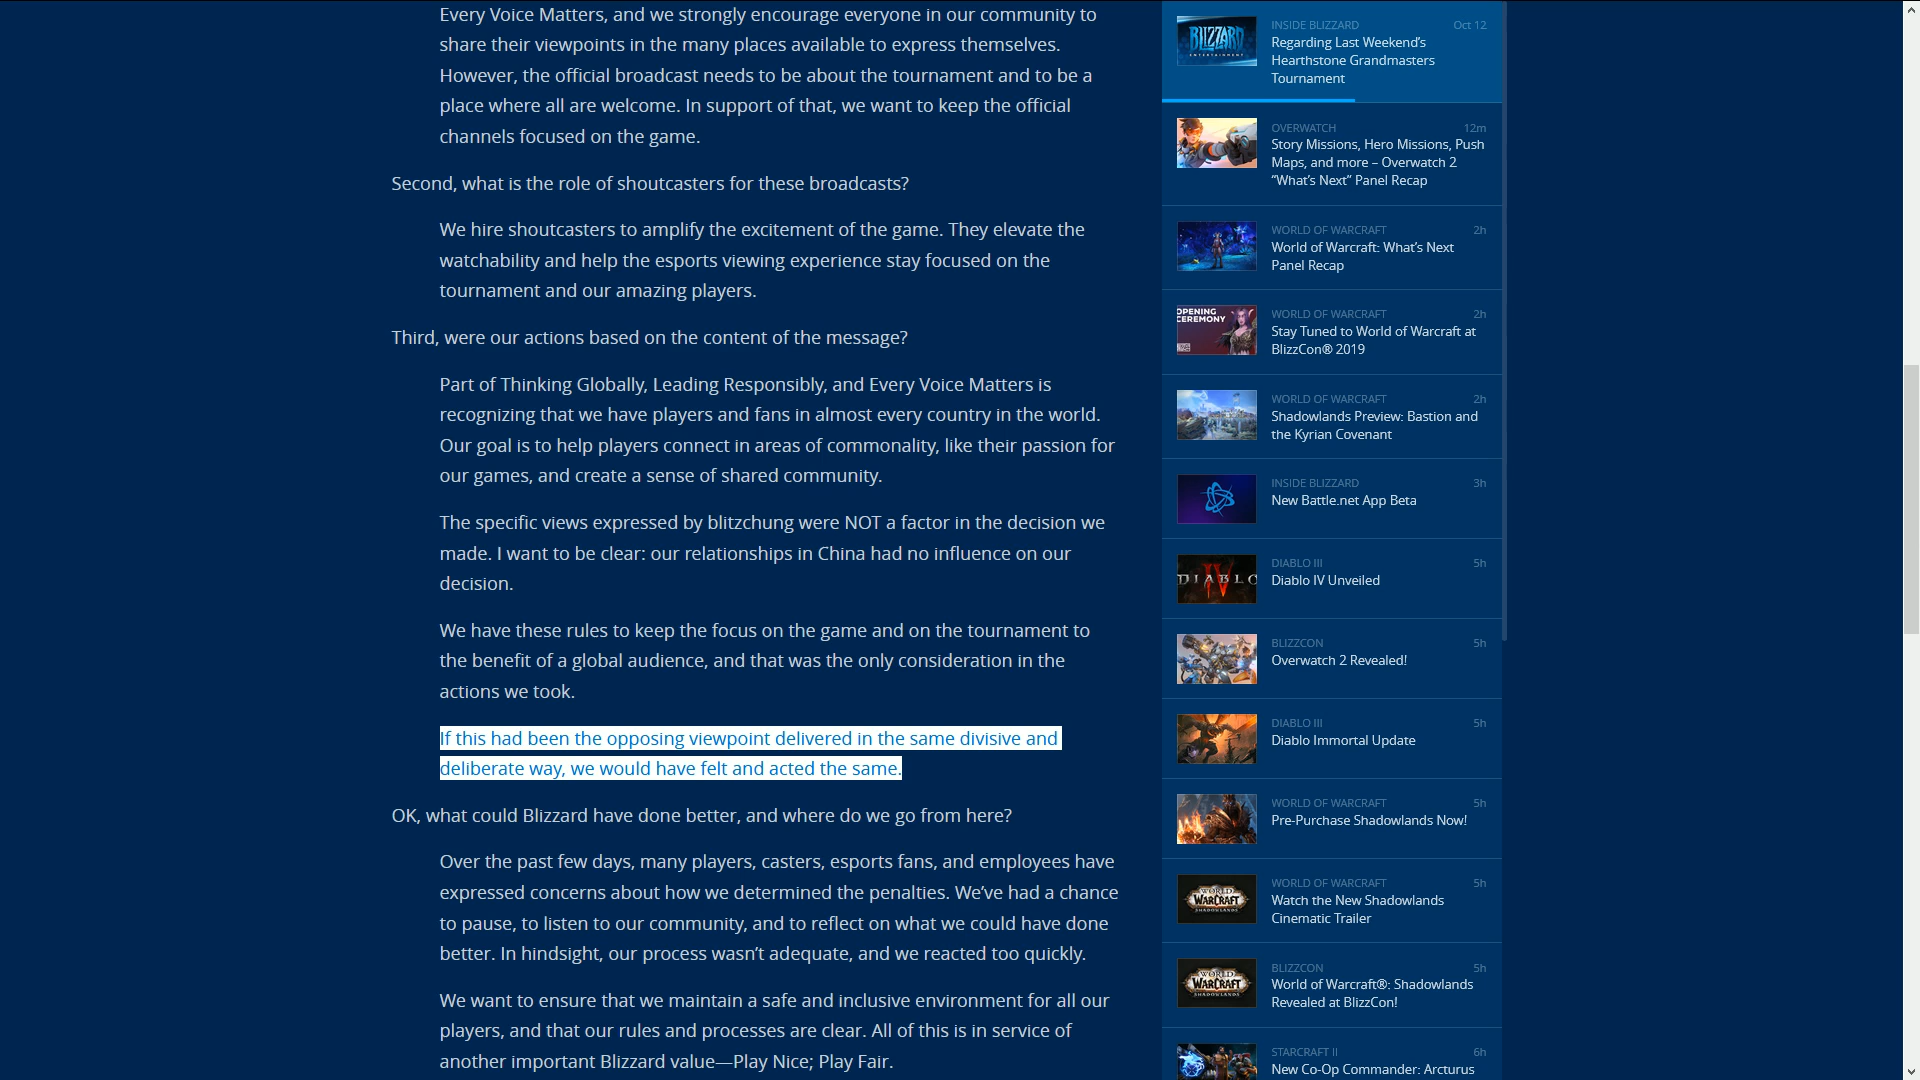 Every Voice Matters, and we strongly encourage everyone in our community to
share their viewpoints in the many places available to express themselves.
However, the official broadcast needs to be about the tournament and to be a
place where all are welcome. In support of that, we want to keep the official
channels focused on the game.
Second, what is the role of shoutcasters for these broadcasts?
We hire shoutcasters to amplify the excitement of the game. They elevate the
watchability and help the esports viewing experience stay focused on the
tournament and our amazing players.
Third, were our actions based on the content of the message?
Part of Thinking Globally, Leading Responsibly, and Every Voice Matters is
recognizing that we have players and fans in almost every country in the world.
Our goal is to help players connect in areas of commonality, like their passion for
our games, and create a sense of shared community.
The specific views expressed by blitzchung were NOT a factor in the decision we
made. I want to be clear: our relationships in China had no influence on our
decision.
We have these rules to keep the focus on the game and on the tournament to
the benefit of a global audience, and that was the only consideration in the
actions we took.
If this had been the opposing viewpoint delivered in the same divisive and
deliberate way, we would have felt and acted the same.
OK, what could Blizzard have done better, and where do we go from here?
Over the past few days, many players, casters, esports fans, and employees have
expressed concerns about how we determined the penalties. We’ve had a chance
to pause, to listen to our community, and to reflect on what we could have done
better. In hindsight, our process wasn’t adequate, and we reacted too quickly.
We want to ensure that we maintain a safe and inclusive environment for all our
players, and that our rules and processes are clear. All of this is in service of
another important Blizzard value—Play Nice; Play Fair.
BLIZZARD
ENTERTAINMENT
INSIDE BLIZZARD Oct 12
Regarding Last Weekend’s
Hearthstone Grandmasters
Tournament
OVERWATCH 12m
Story Missions, Hero Missions, Push
Maps, and more – Overwatch 2
“What’s Next” Panel Recap
WORLD OF WARCRAFT 2h
World of Warcraft: What’s Next
Panel Recap
OPENING
CEREMONY
WORLD OF WARCRAFT 2h
Stay Tuned to World of Warcraft at
BlizzCon® 2019
WORLD OF WARCRAFT 2h
Shadowlands Preview: Bastion and
the Kyrian Covenant
INSIDE BLIZZARD 3h
New Battle.net App Beta
DIABLO
IV
DIABLO III 5h
Diablo IV Unveiled
BLIZZCON 5h
Overwatch 2 Revealed!
DIABLO III 5h
Diablo Immortal Update
WORLD OF WARCRAFT 5h
Pre-Purchase Shadowlands Now!
WORLD
WARCRAFT
SHADOWLANDS
WORLD OF WARCRAFT 5h
Watch the New Shadowlands
Cinematic Trailer
WORLD
WARCRAFT
SHADOWLANDS
BLIZZCON 5h
World of Warcraft®: Shadowlands
Revealed at BlizzCon!
STARCRAFT II 6h
New Co-Op Commander: Arcturus